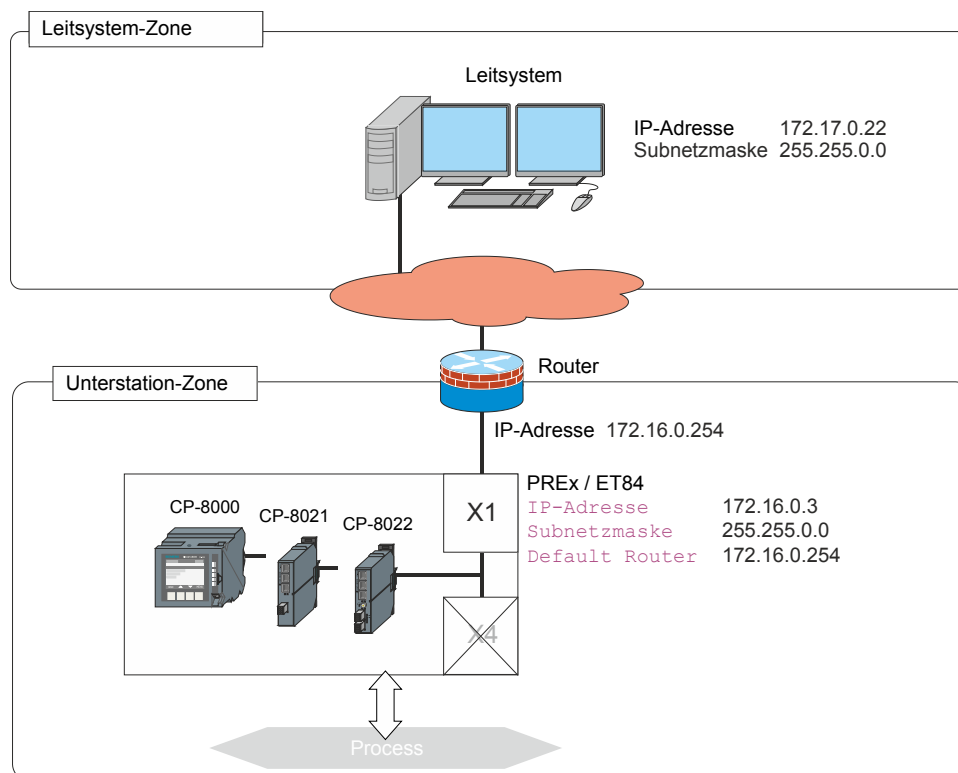 Leitsystem-Zone
Leitsystem
IP-Adresse 172.17.0.22
Subnetzmaske 255.255.0.0
Router
Unterstation-Zone
IP-Adresse 172.16.0.254
PREx / ET84
IP-Adresse 172.16.0.3
Subnetzmaske 255.255.0.0
Default Router 172.16.0.254
X1
CP-8000
CP-8021
CP-8022
X4
Process